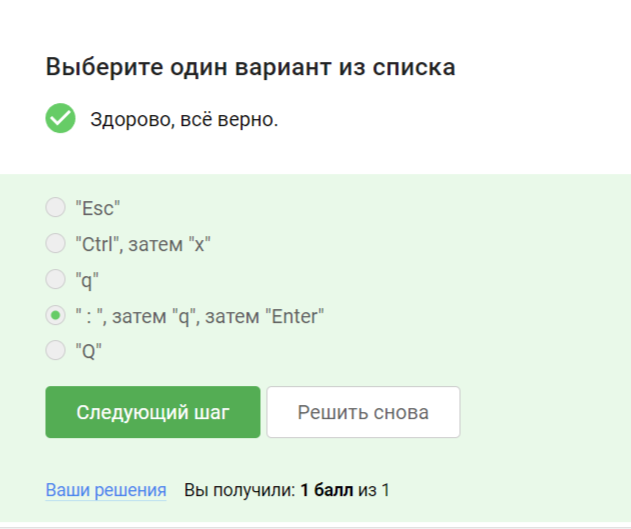 Выберите один вариант из списка
Здорово, всё верно.
"Esc"
"Ctrl", затем "x"
"q"
" : ", затем "q", затем "Enter"
"Q"
Следующий шаг
Решить снова
Ваши решения Вы получили: 1 балл из 1